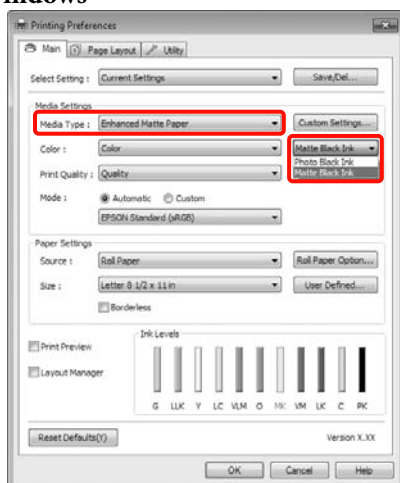 ndows
Printing Preferences
Main Page Layout Utility
Select Setting : Current Settings Save/Del...
Media Settings
Media Type : Enhanced Matte Paper Custom Settings...
Color : Color Matte Black Ink
Photo Black Ink
Matte Black Ink
Print Quality : Quality
Mode : Automatic Custom
EPSON Standard (sRGB)
Paper Settings
Source : Roll Paper Roll Paper Option...
Size : Letter 8 1/2 x 11 in User Defined...
Borderless
Ink Levels
Print Preview
Layout Manager
G LLK Y LC VLM O MK VM LK C PK
Reset Defaults(Y) Version X.XX
OK Cancel Help